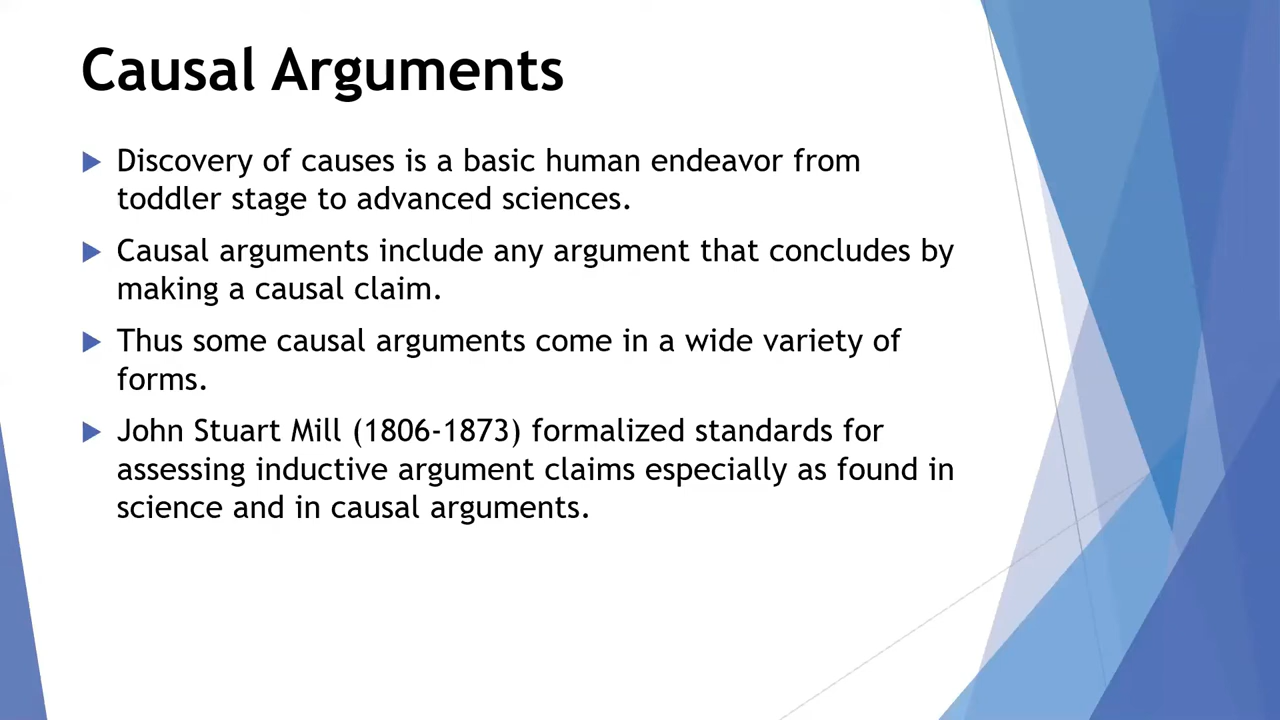 Causal Arguments
Discovery of causes is a basic human endeavor from
toddler stage to advanced sciences.
Causal arguments include any argument that concludes by
making a causal claim.
Thus some causal arguments come in a wide variety of
forms.
John Stuart Mill (1806-1873) formalized standards for
assessing inductive argument claims especially as found in
science and in causal arguments.